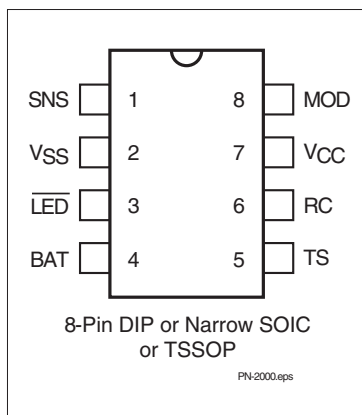 SNS 1 8 MOD
VSS 2 7 VCC
LED 3 6 RC
BAT 4 5 TS
8-Pin DIP or Narrow SOIC
or TSSOP
PN-2000.eps